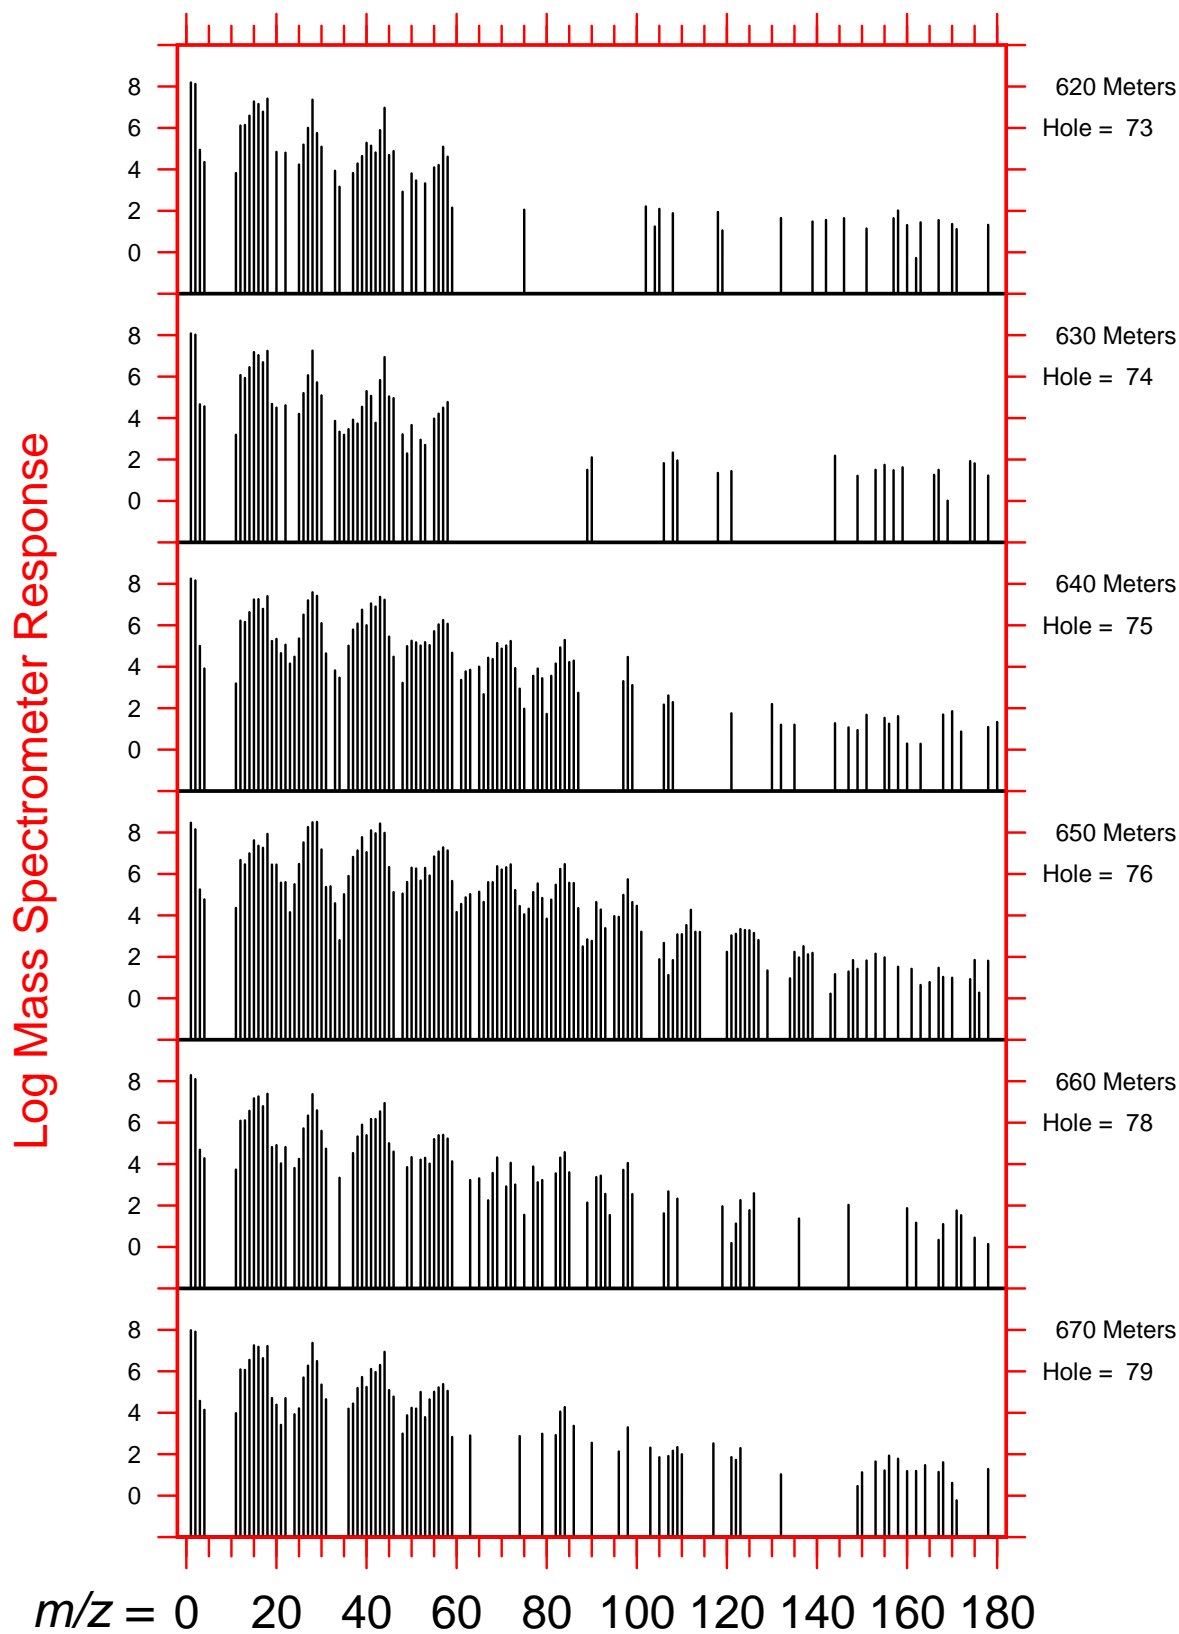 Log Mass Spectrometer Response
8
6
4
2
0
620 Meters
Hole = 73
8
6
4
2
0
630 Meters
Hole = 74
8
6
4
2
0
640 Meters
Hole = 75
8
6
4
2
0
650 Meters
Hole = 76
8
6
4
2
0
660 Meters
Hole = 78
8
6
4
2
0
670 Meters
Hole = 79
m/z = 0 20 40 60 80 100 120 140 160 180